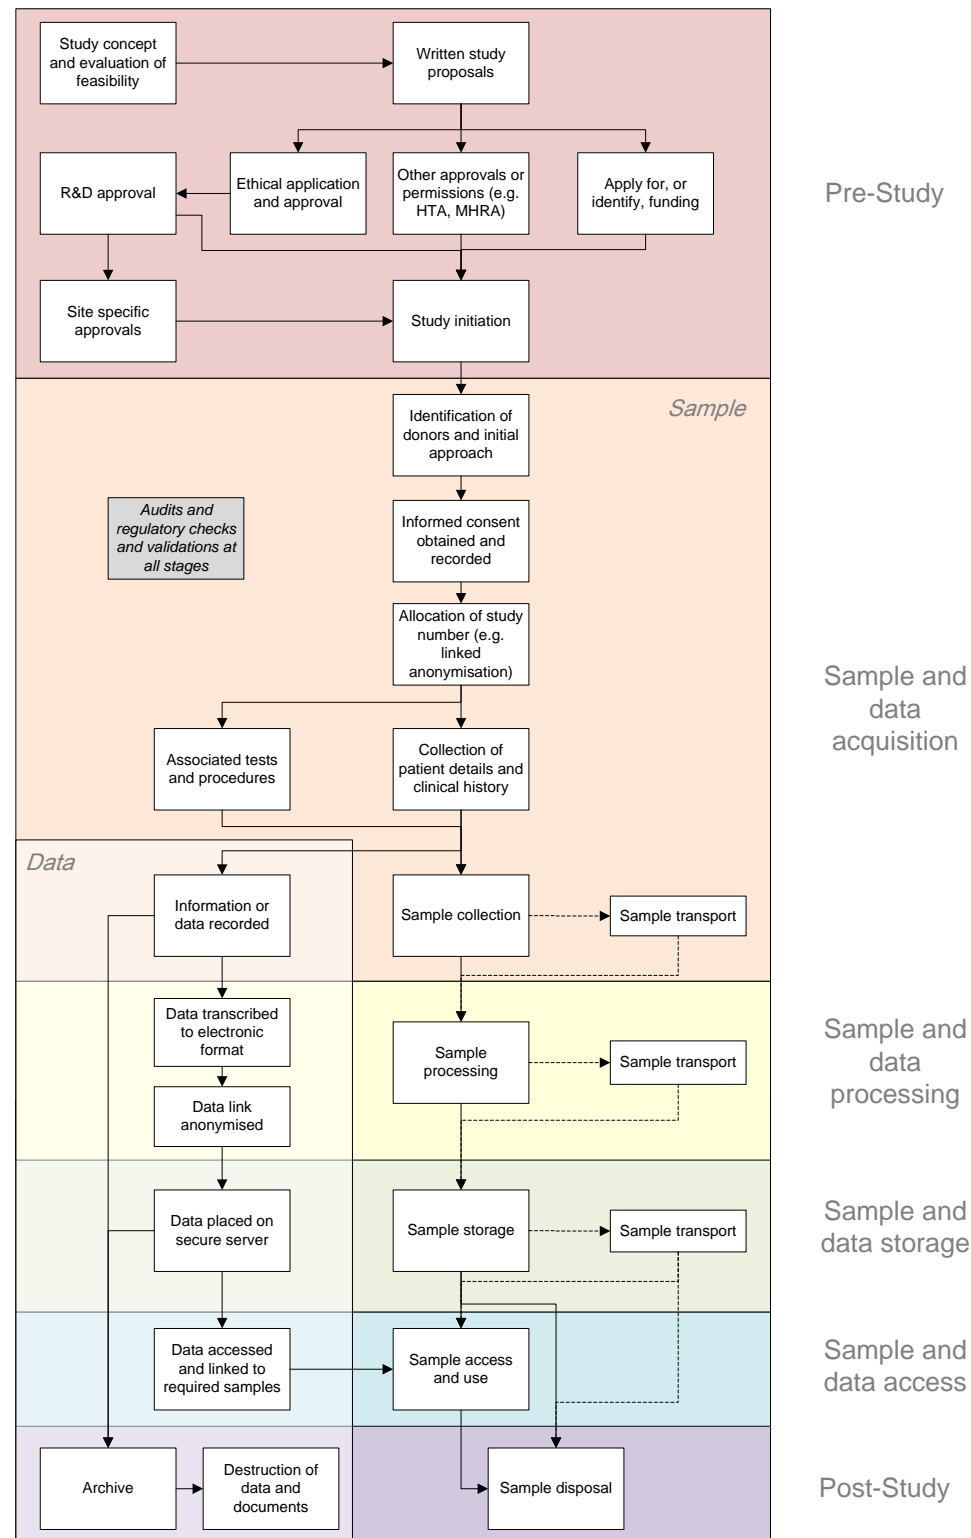 Study concept
and evaluation of
feasibility
Written study
proposals
R&D approval
Ethical application
and approval
Other approvals or
permissions (e.g.
HTA, MHRA)
Apply for, or
identify, funding
Pre-Study
Site specific
approvals
Study initiation
Sample
Identification of
donors and initial
approach
Audits and
regulatory checks
and validations at
all stages
Informed consent
obtained and
recorded
Allocation of study
number (e.g.
linked
anonymisation)
Sample and
data
acquisition
Associated tests
and procedures
Collection of
patient details and
clinical history
Data
Information or
data recorded
Sample collection
Sample transport
Data transcribed
to electronic
format
Sample
processing
Sample transport
Sample and
data
processing
Data link
anonymised
Data placed on
secure server
Sample storage
Sample transport
Sample and
data storage
Data accessed
and linked to
required samples
Sample access
and use
Sample and
data access
Archive
Destruction of
data and
documents
Sample disposal
Post-Study